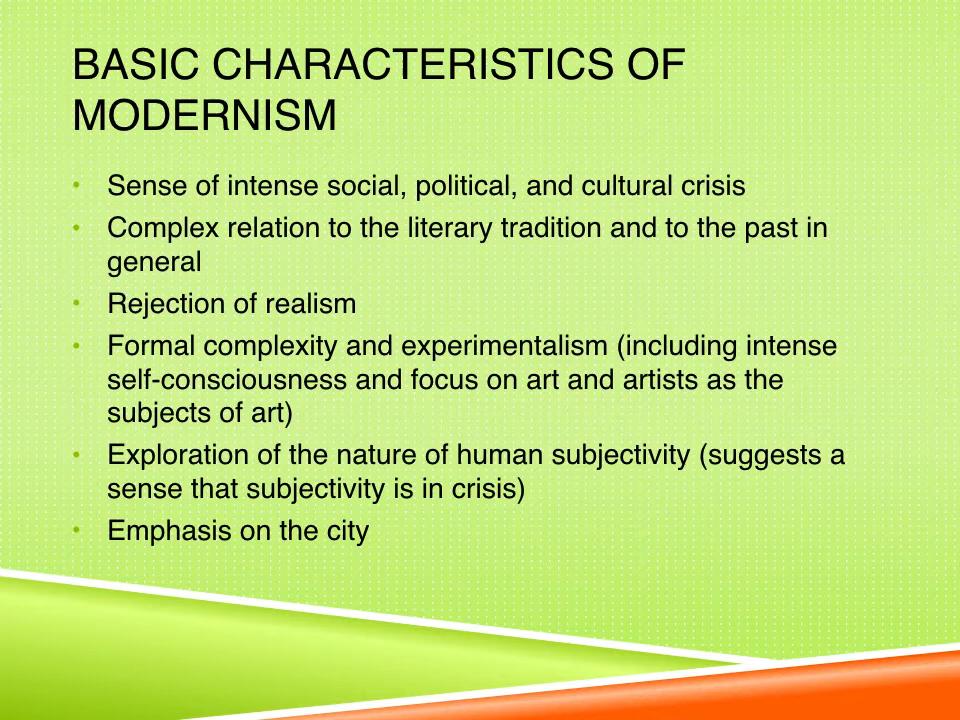 BASIC CHARACTERISTICS OF
MODERNISM
• Sense of intense social, political, and cultural crisis
• Complex relation to the literary tradition and to the past in
general
• Rejection of realism
• Formal complexity and experimentalism (including intense
self-consciousness and focus on art and artists as the
subjects of art)
• Exploration of the nature of human subjectivity (suggests a
sense that subjectivity is in crisis)
• Emphasis on the city